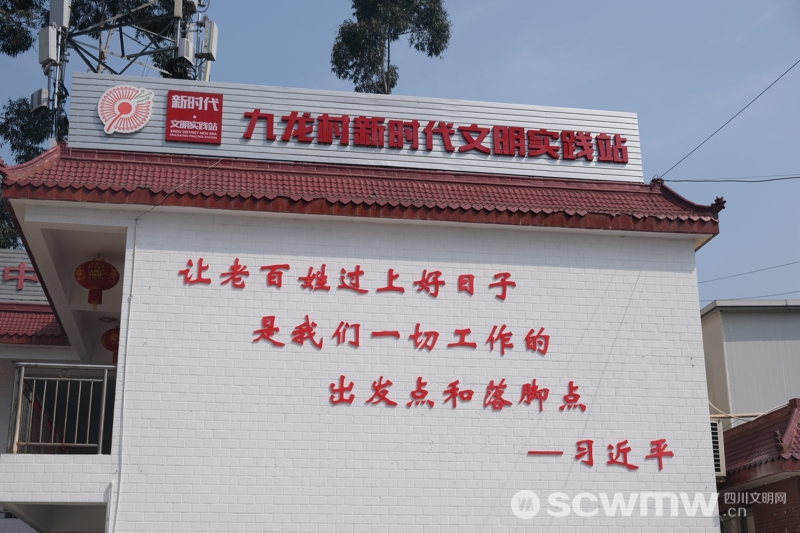 新时代
文明实践站
九龙村新时代文明实践站
中
让老百姓过上好日子
是我们一切工作的
出发点和落脚点
—习近平
scwmw 四川文明网
.cn